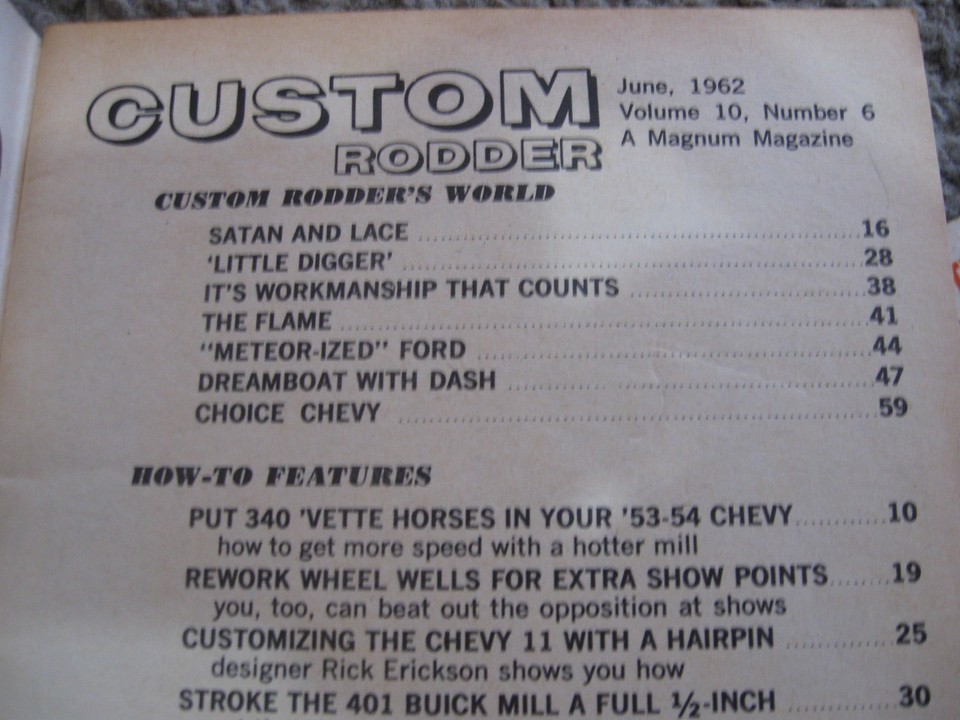 CUSTOM
RODDER
June, 1962
Volume 10, Number 6
A Magnum Magazine
CUSTOM RODDER'S WORLD
SATAN AND LACE ........................ 16
'LITTLE DIGGER' ........................ 28
IT'S WORKMANSHIP THAT COUNTS ........................ 38
THE FLAME ........................ 41
"METEOR-IZED" FORD ........................ 44
DREAMBOAT WITH DASH ........................ 47
CHOICE CHEVY ........................ 59
HOW-TO FEATURES
PUT 340 'VETTE HORSES IN YOUR '53-54 CHEVY ............ 10
how to get more speed with a hotter mill
REWORK WHEEL WELLS FOR EXTRA SHOW POINTS ........ 19
you, too, can beat out the opposition at shows
CUSTOMIZING THE CHEVY 11 WITH A HAIRPIN ............ 25
designer Rick Erickson shows you how
STROKE THE 401 BUICK MILL A FULL ½-INCH ............ 30